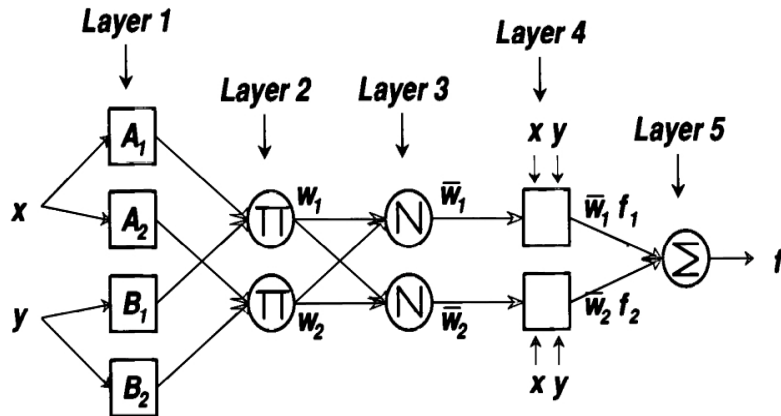 Layer 1
Layer 4
Layer 2
Layer 3
x y
Layer 5
A₁
x
A₂
∏
w₁
N
w̅₁
w̅₁ f₁
∑
f
y
B₁
∏
w₂
N
w̅₂
w̅₂ f₂
B₂
x y